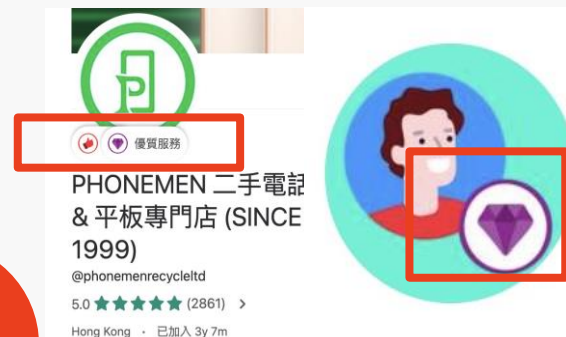 優質服務
PHONEMEN 二手電話
& 平板專門店 (SINCE
1999)
@phonemenrecycleltd
5.0 ★★★★★ (2861) >
Hong Kong · 已加入 3y 7m